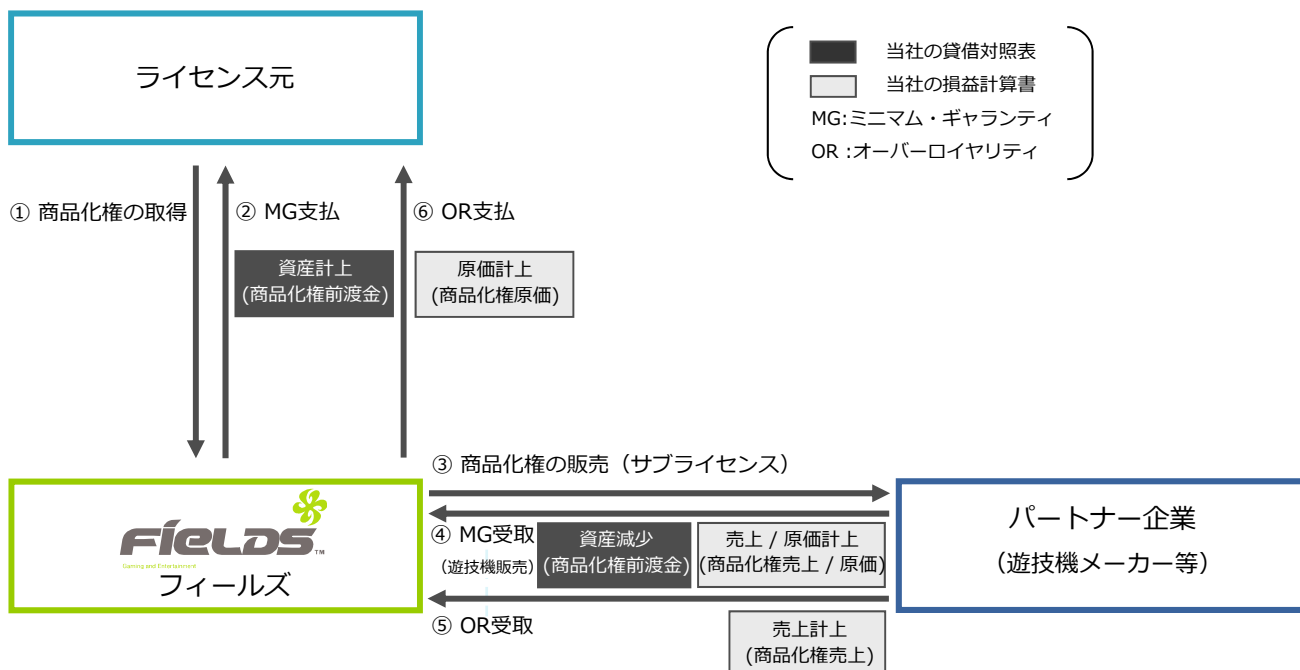 ライセンス元
当社の貸借対照表
当社の損益計算書
MG:ミニマム・ギャランティ
OR :オーバーロイヤリティ
① 商品化権の取得
② MG支払
⑥ OR支払
資産計上
(商品化権前渡金)
原価計上
(商品化権原価)
③ 商品化権の販売（サブライセンス）
FIELDS™
Gaming and Entertainment
フィールズ
④ MG受取
（遊技機販売）
資産減少
(商品化権前渡金)
売上 / 原価計上
(商品化権売上 / 原価)
パートナー企業
（遊技機メーカー等）
⑤ OR受取
売上計上
(商品化権売上)